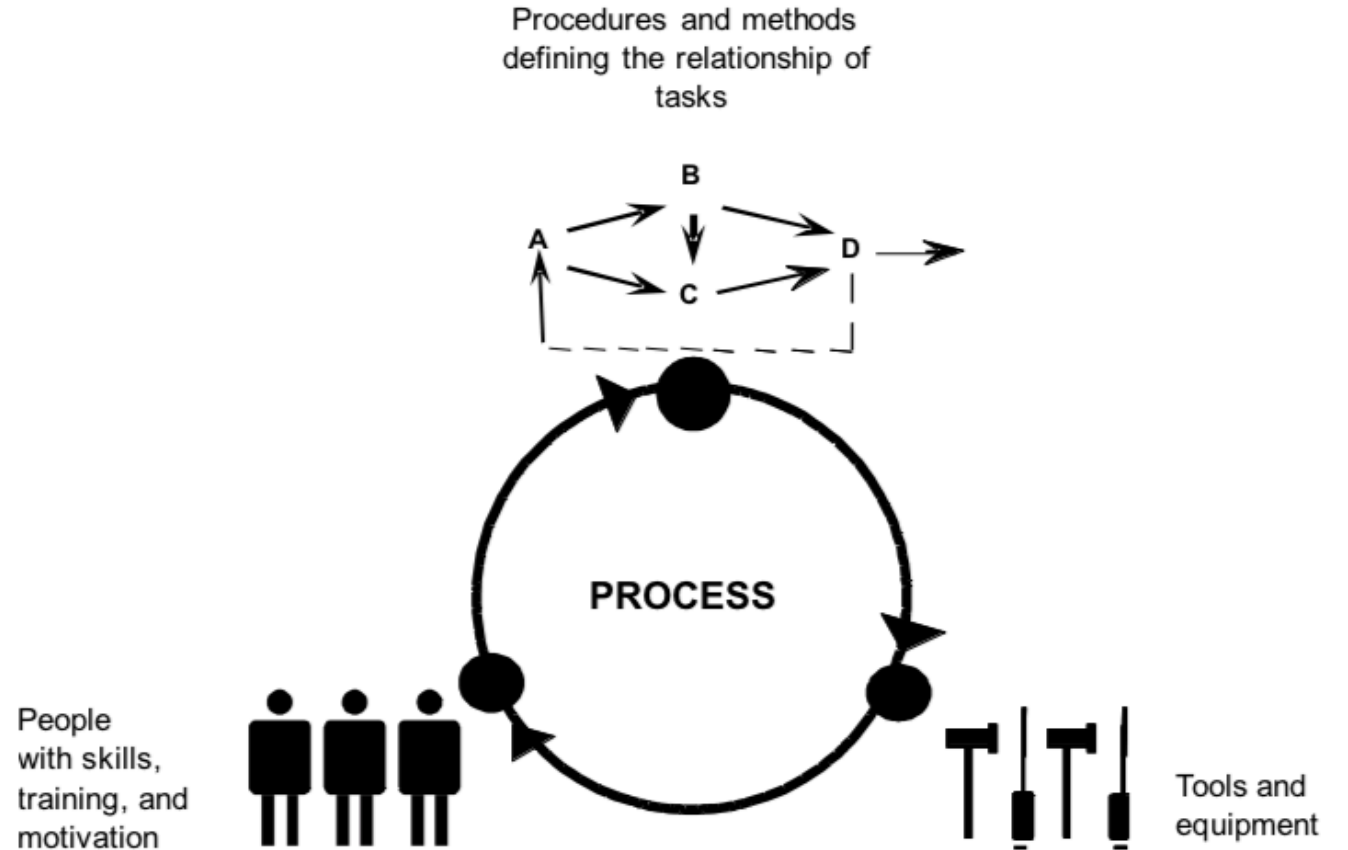 Procedures and methods
defining the relationship of
tasks
B
A
D
C
PROCESS
People
with skills,
training, and
motivation
Tools and
equipment